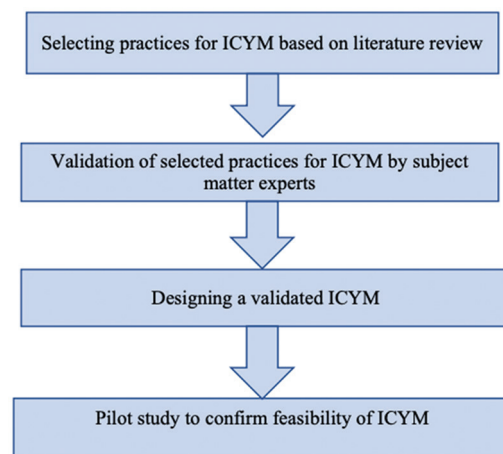 Selecting practices for ICYM based on literature review
Validation of selected practices for ICYM by subject
matter experts
Designing a validated ICYM
Pilot study to confirm feasibility of ICYM